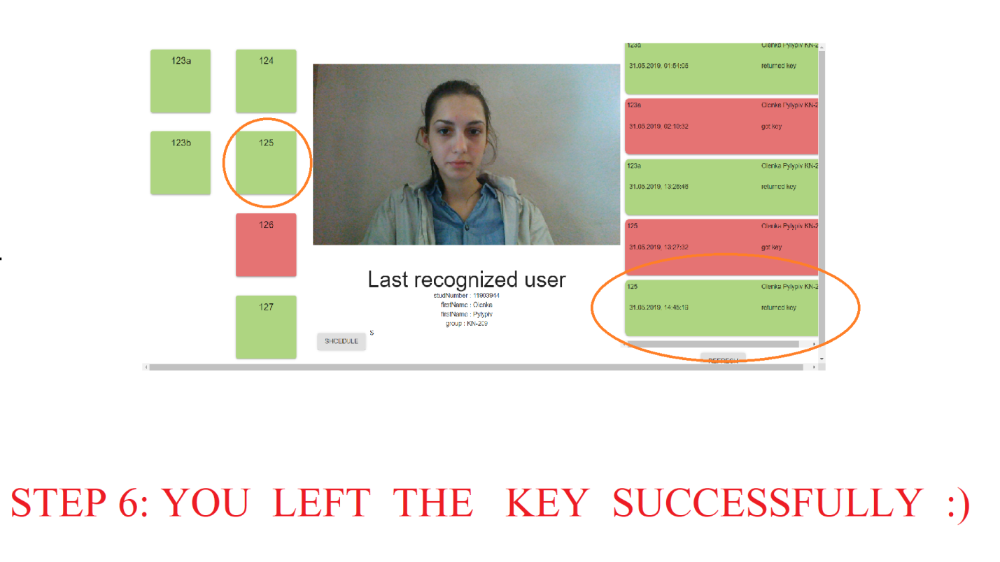 123a
124
123b
125
126
127
Last recognized user
studNumber : 11903944
firstName : Olenka
firstName : Pylypiv
group : KN-209
S
SHCEDULE
123a Olenka Pylypiv KN-2
31.05.2019, 01:54:06 returned key
123a Olenka Pylypiv KN-2
31.05.2019, 02:10:32 got key
123a Olenka Pylypiv KN-2
31.05.2019, 13:26:46 returned key
125 Olenka Pylypiv KN-2
31.05.2019, 13:27:32 got key
125 Olenka Pylypiv KN-2
31.05.2019, 14:45:19 returned key
REFRESH
STEP 6: YOU LEFT THE KEY SUCCESSFULLY :)